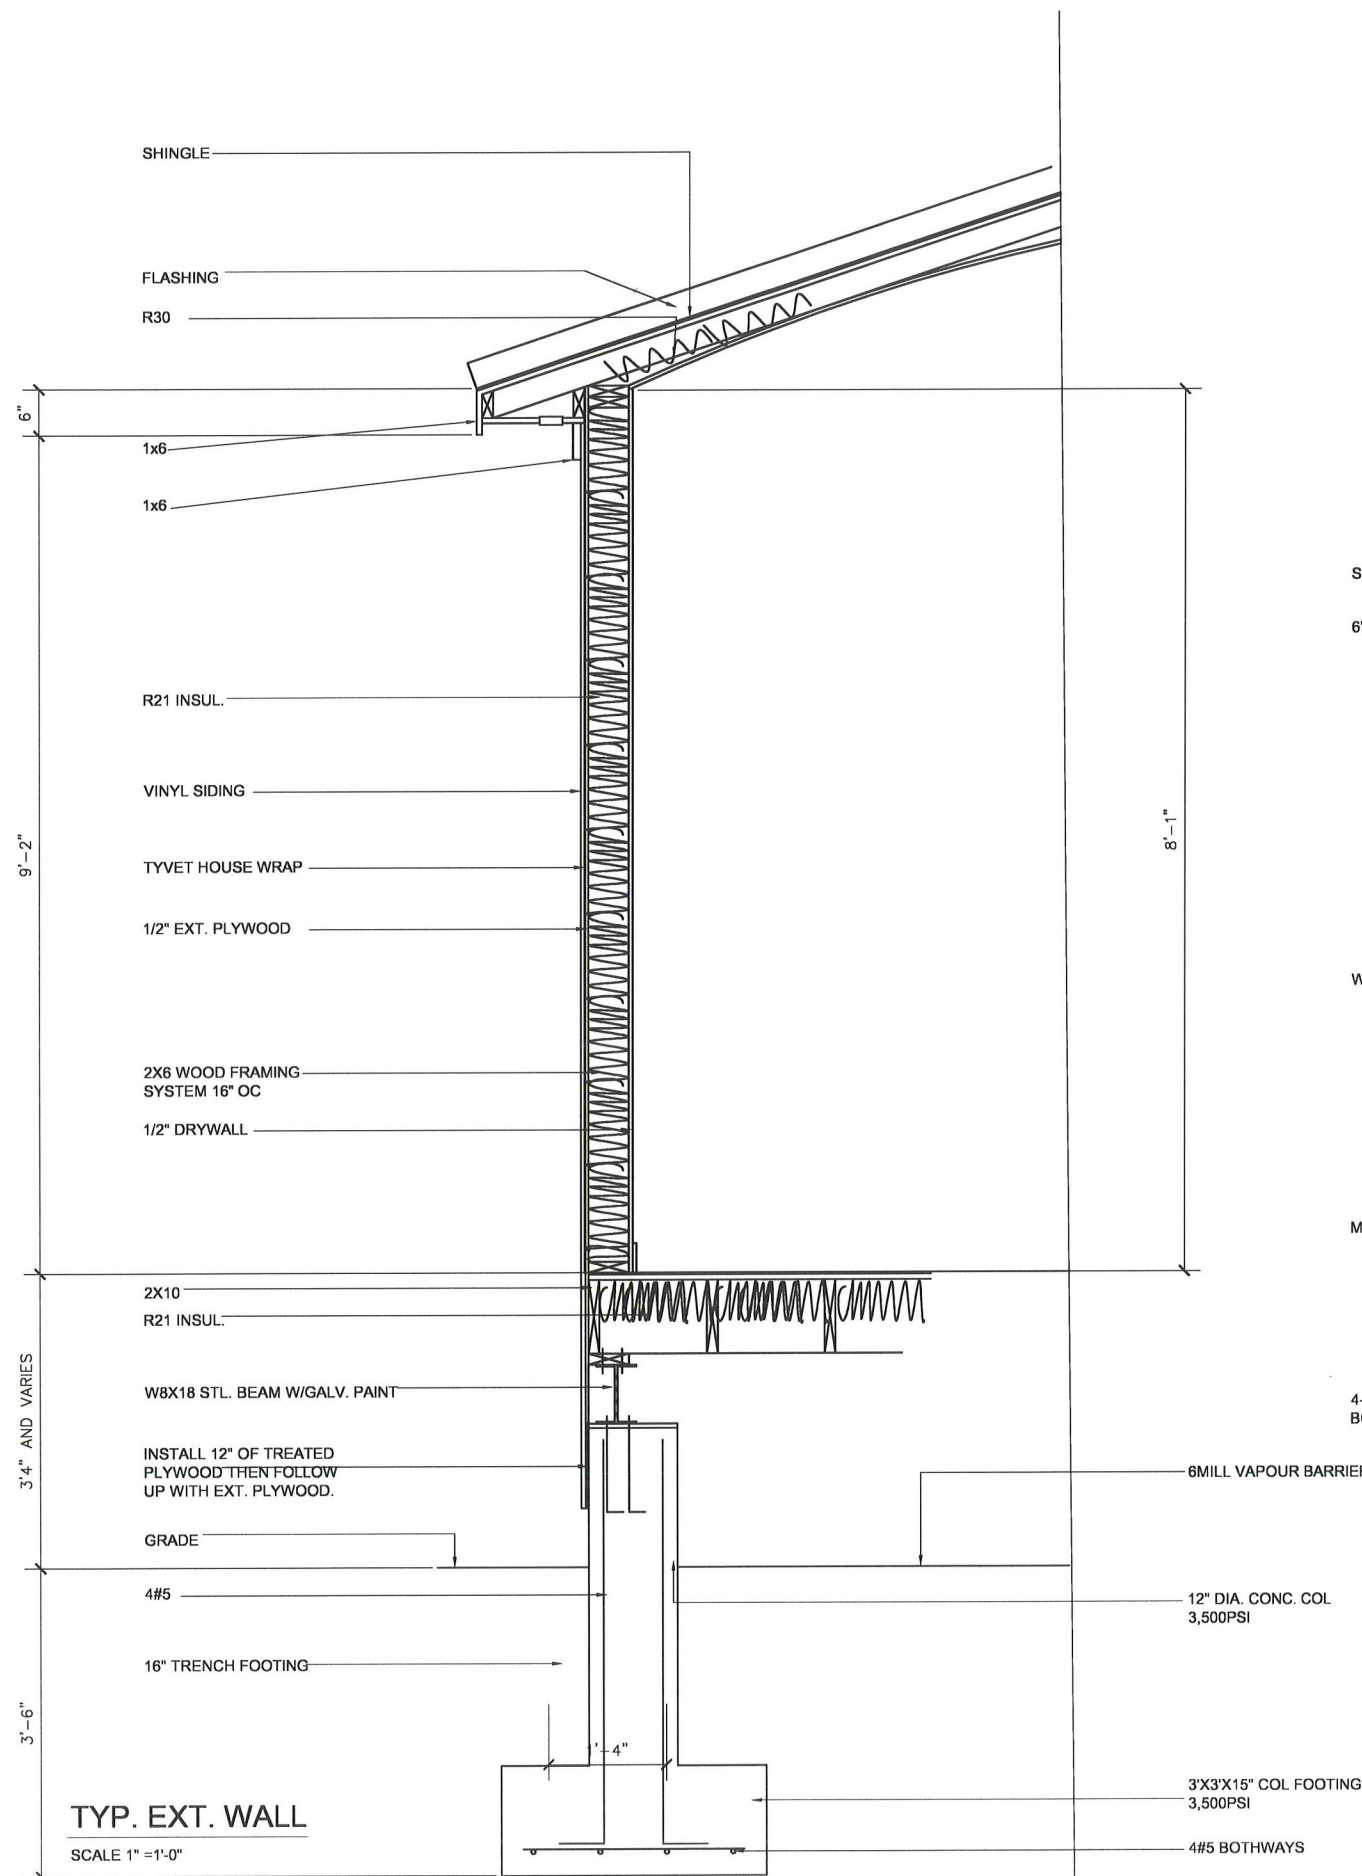 SHINGLE
FLASHING
R30
6"
1x6
1x6
S
6"
R21 INSUL.
VINYL SIDING
9'-2"
8'-1"
TYVET HOUSE WRAP
1/2" EXT. PLYWOOD
W
2X6 WOOD FRAMING
SYSTEM 16" OC
1/2" DRYWALL
M
2X10
R21 INSUL.
3'4" AND VARIES
W8X18 STL. BEAM W/GALV. PAINT
4-
INSTALL 12" OF TREATED
PLYWOOD THEN FOLLOW
UP WITH EXT. PLYWOOD.
6MILL VAPOUR BARRIER
GRADE
4#5
12" DIA. CONC. COL
3,500PSI
16" TRENCH FOOTING
3'-6"
1'-4"
3'X3'X15" COL FOOTING
3,500PSI
4#5 BOTHWAYS
TYP. EXT. WALL
SCALE 1" =1'-0"